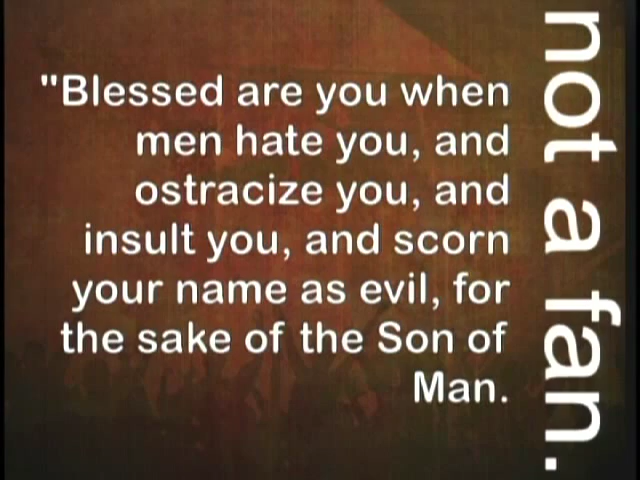 "Blessed are you when
men hate you, and
ostracize you, and
insult you, and scorn
your name as evil, for
the sake of the Son of
Man.
not a fan.